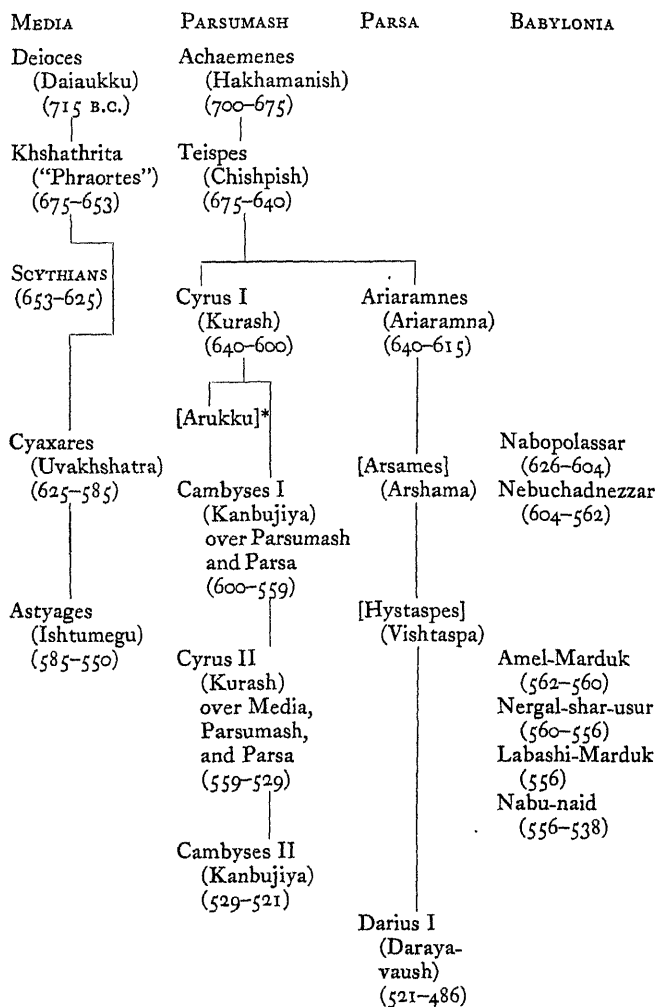 MEDIA PARSUMASH PARSA BABYLONIA
Deioces Achaemenes
(Daiaukku) (Hakhamanish)
(715 B.C.) (700–675)
Khshathrita Teispes
("Phraortes") (Chishpish)
(675–653) (675–640)
SCYTHIANS
(653–625)
Cyrus I Ariaramnes
(Kurash) (Ariaramna)
(640–600) (640–615)
[Arukku]*
Cyaxares [Arsames] Nabopolassar
(Uvakhshatra) (Arshama) (626–604)
(625–585) Cambyses I Nebuchadnezzar
(Kanbujiya) (604–562)
over Parsumash
and Parsa
(600–559)
Astyages [Hystaspes]
(Ishtumegu) (Vishtaspa)
(585–550) Cyrus II Amel-Marduk
(Kurash) (562–560)
over Media, Nergal-shar-usur
Parsumash, (560–556)
and Parsa Labashi-Marduk
(559–529) (556)
Nabu-naid
(556–538)
Cambyses II
(Kanbujiya)
(529–521)
Darius I
(Daraya-
vaush)
(521–486)